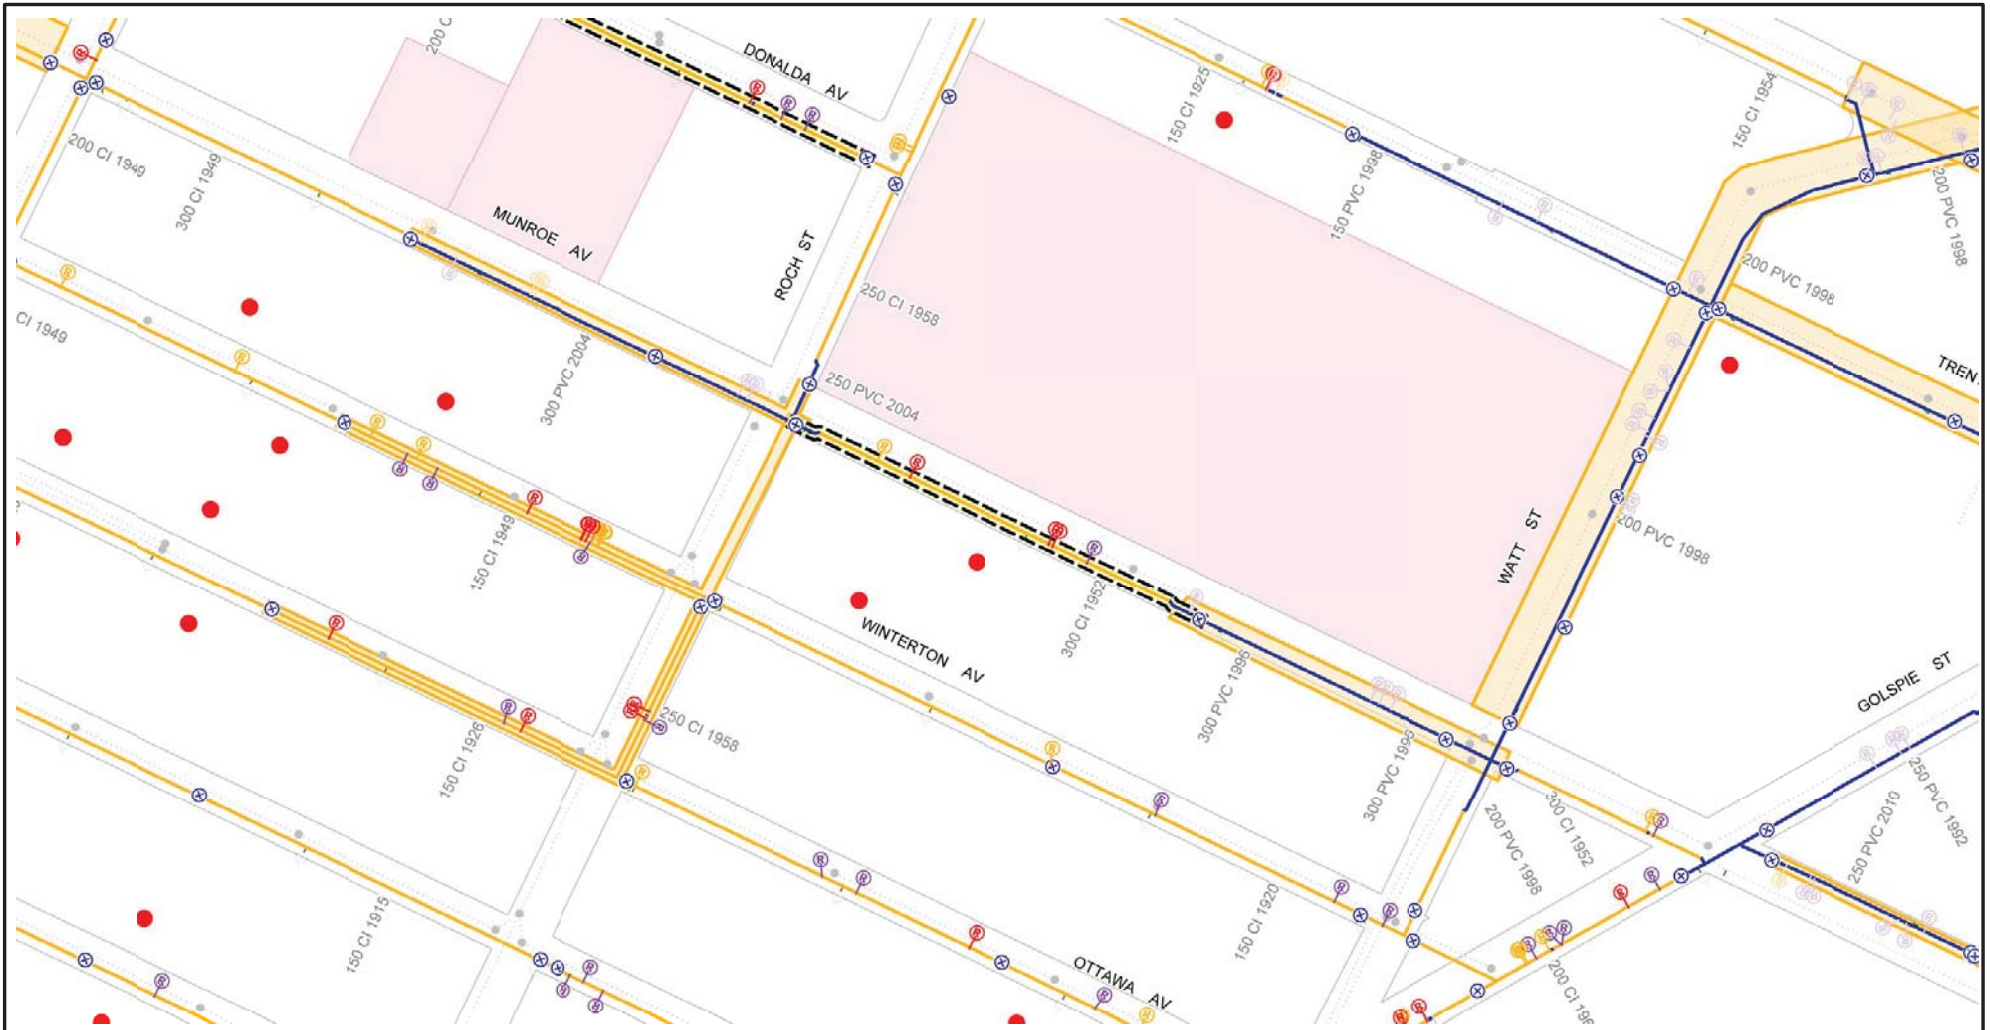 200 C
DONALDA AV
150 CI 1925
150 CI 1954
200 CI 1949
300 CI 1949
MUNROE AV
ROCH ST
150 PVC 1998
200 PVC 1998
200 PVC 1998
250 CI 1958
CI 1949
300 PVC 2004
250 PVC 2004
TREN
150 CI 1949
WATT ST
200 PVC 1998
300 CI 1952
WINTERTON AV
300 PVC 1996
GOLSPIE ST
250 CI 1958
150 CI 1926
300 PVC 1996
200 PVC 1998
300 CI 1952
250 PVC 2010
250 PVC 1992
150 CI 1915
150 CI 1920
OTTAWA AV
200 CI 196